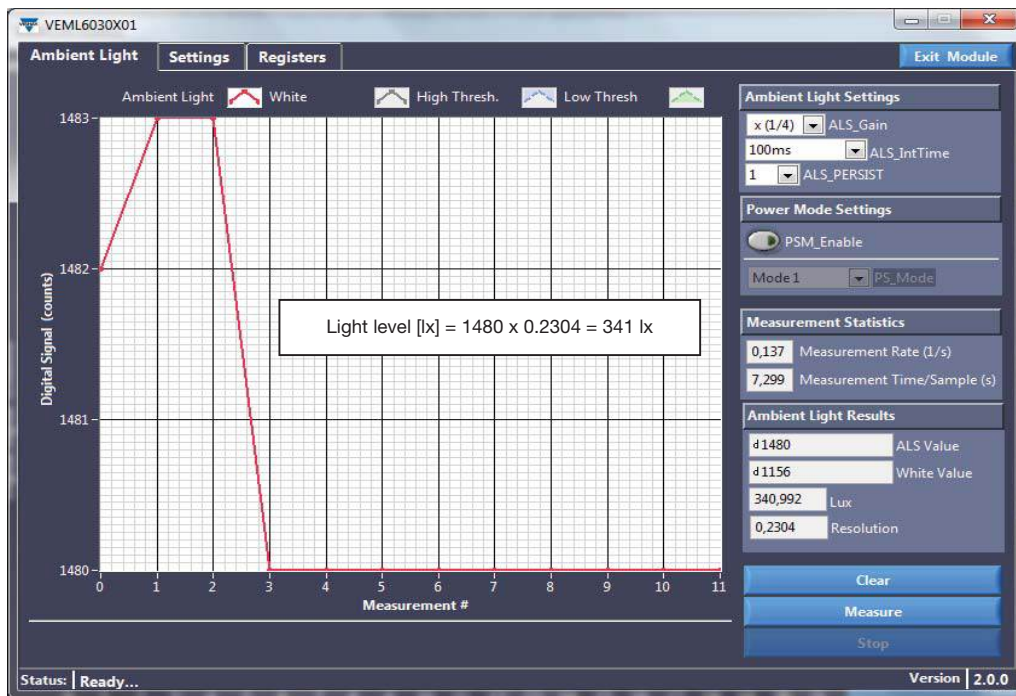 VEML6030X01
Ambient Light Settings Registers
Exit Module
Ambient Light White High Thresh. Low Thresh
Digital Signal (counts)
1483
1482
1481
1480
0 1 2 3 4 5 6 7 8 9 10 11
Measurement #
Light level [lx] = 1480 x 0.2304 = 341 lx
Ambient Light Settings
x (1/4) ALS_Gain
100ms ALS_IntTime
1 ALS_PERSIST
Power Mode Settings
PSM_Enable
Mode 1 PS_Mode
Measurement Statistics
0,137 Measurement Rate (1/s)
7,299 Measurement Time/Sample (s)
Ambient Light Results
d 1480 ALS Value
d 1156 White Value
340,992 Lux
0,2304 Resolution
Clear
Measure
Stop
Status: Ready...
Version 2.0.0